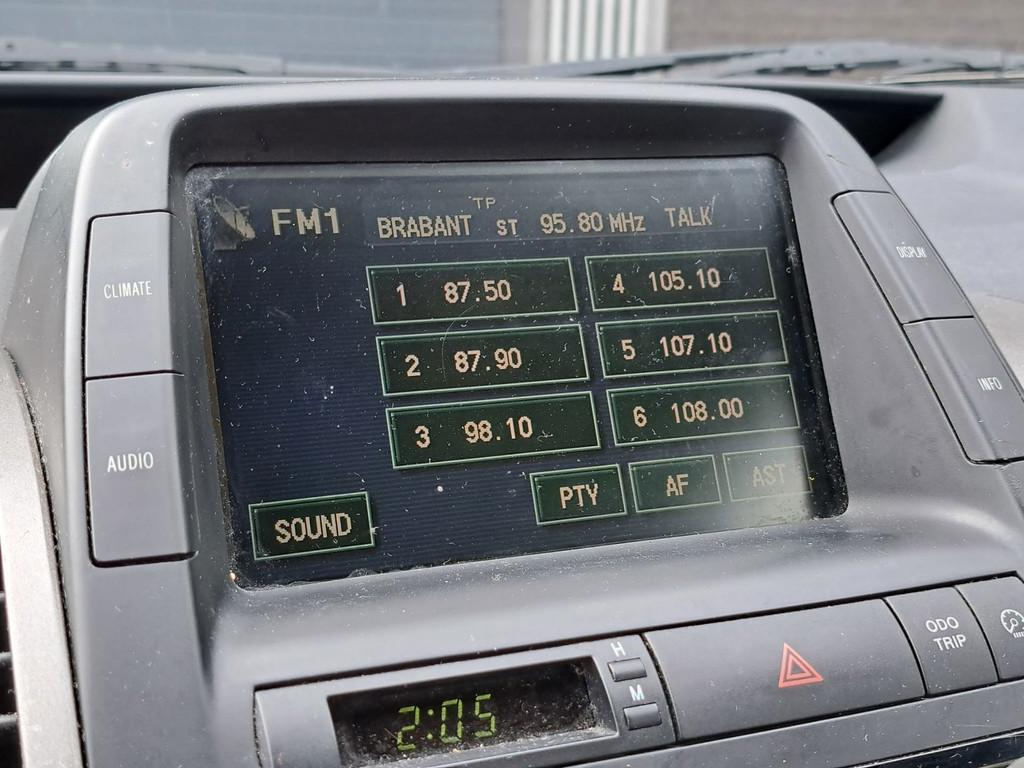 TP
FM1 BRABANT ST 95.80 MHz TALK
CLIMATE
DISPLAY
1 87.50
4 105.10
2 87.90
5 107.10
INFO
3 98.10
6 108.00
AUDIO
PTY AF AST
SOUND
H
M
2:05
ODO
TRIP